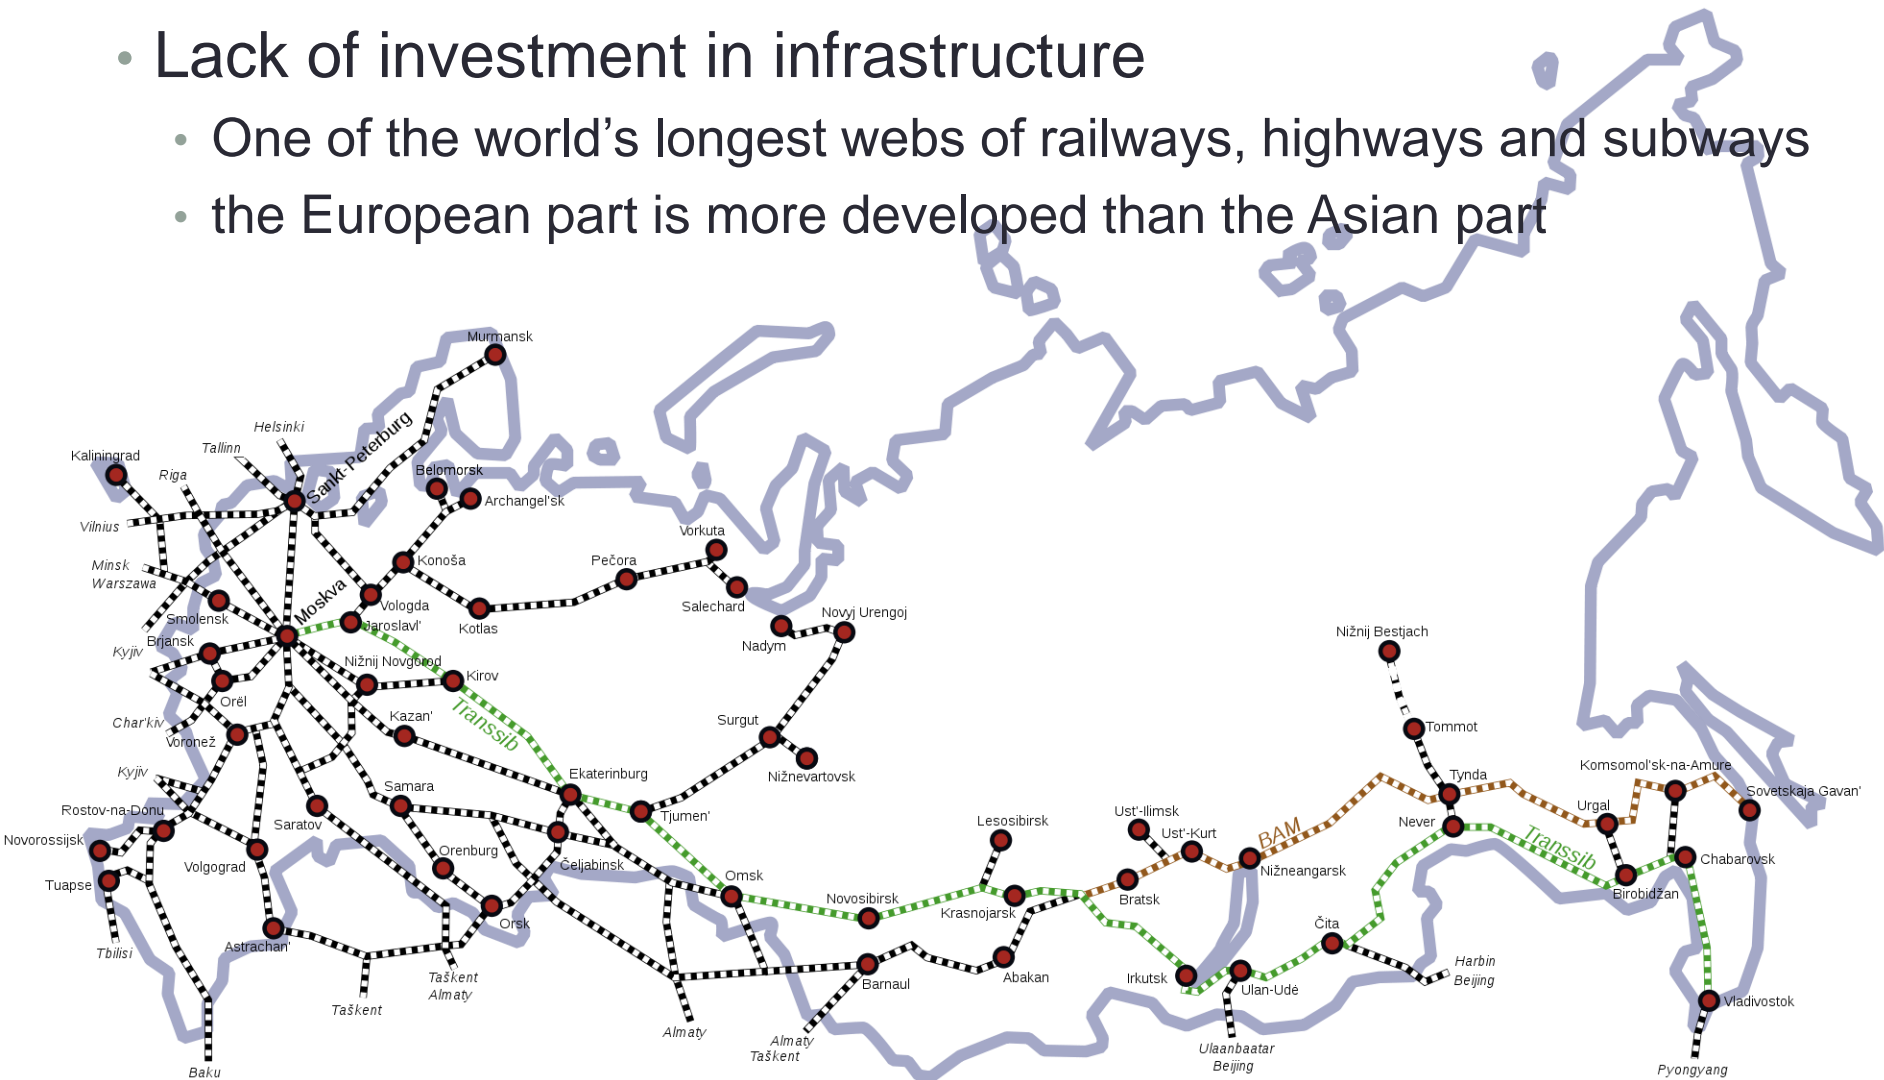 • Lack of investment in infrastructure
• One of the world’s longest webs of railways, highways and subways
• the European part is more developed than the Asian part
Murmansk
Helsinki
Tallinn
Sankt-Peterburg
Kaliningrad
Riga
Belomorsk
Archangel'sk
Vilnius
Vorkuta
Konoša
Pečora
Minsk
Warszawa
Moskva
Salechard
Vologda
Smolensk
Jaroslavl'
Kotlas
Novyj Urengoj
Nadym
Nižnij Bestjach
Brjansk
Kyjiv
Nižnij Novgorod
Kirov
Orël
Transsib
Kazan'
Surgut
Char'kiv
Voronež
Tommot
Kyjiv
Ekaterinburg
Nižnevartovsk
Samara
Tjumen'
Tynda
Komsomol'sk-na-Amure
Sovetskaja Gavan'
Rostov-na-Donu
Saratov
Ust'-Ilimsk
Urgal
Never
Lesosibirsk
Ust'-Kurt
BAM
Novorossijsk
Volgograd
Orenburg
Čeljabinsk
Transsib
Chabarovsk
Nižneangarsk
Tuapse
Omsk
Novosibirsk
Krasnojarsk
Bratsk
Birobidžan
Orsk
Čita
Astrachan'
Tbilisi
Taškent
Almaty
Barnaul
Abakan
Irkutsk
Ulan-Udė
Harbin
Beijing
Taškent
Vladivostok
Almaty
Almaty
Taškent
Ulaanbaatar
Beijing
Baku
Pyongyang